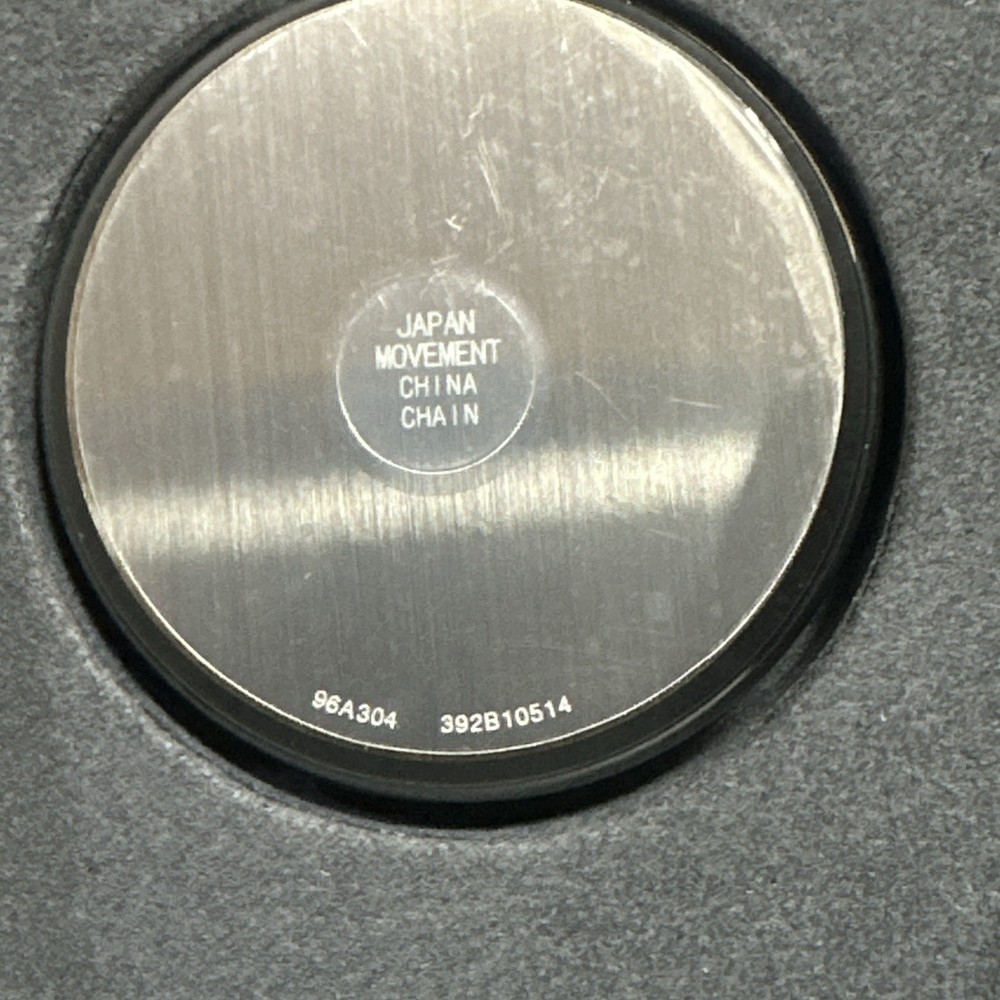 JAPAN
MOVEMENT
CHINA
CHAIN
96A304 392B10514